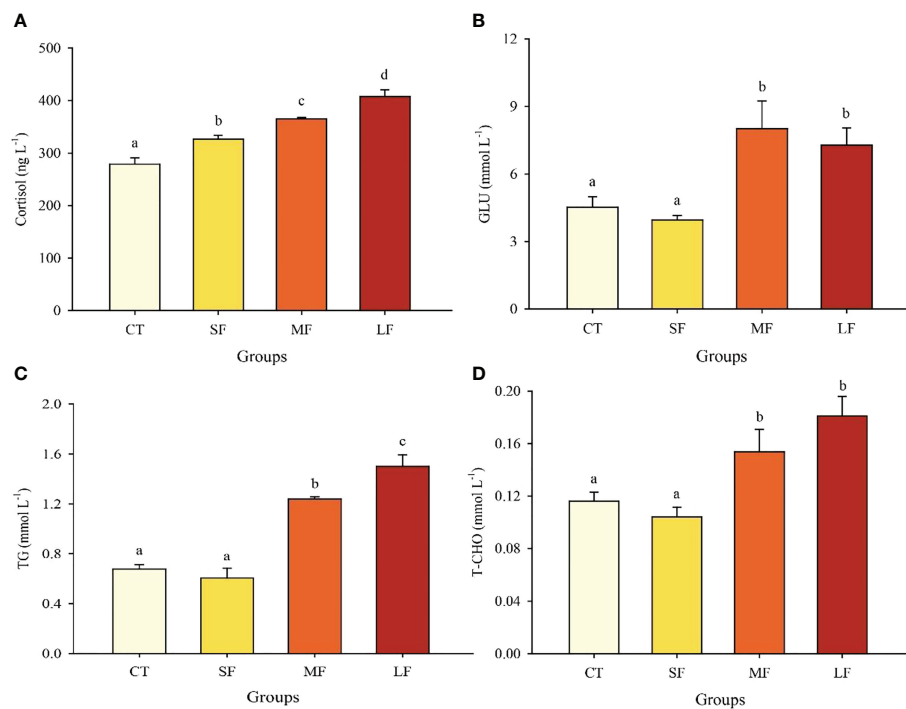 A
500
400
300
200
100
0
Cortisol (ng L⁻¹)
a
b
c
d
CT SF MF LF
Groups
B
12
9
6
3
0
GLU (mmol L⁻¹)
a
a
b
b
CT SF MF LF
Groups
C
2.0
1.6
1.2
0.8
0.4
0.0
TG (mmol L⁻¹)
a
a
b
c
CT SF MF LF
Groups
D
0.20
0.16
0.12
0.08
0.04
0.00
T-CHO (mmol L⁻¹)
a
a
b
b
CT SF MF LF
Groups